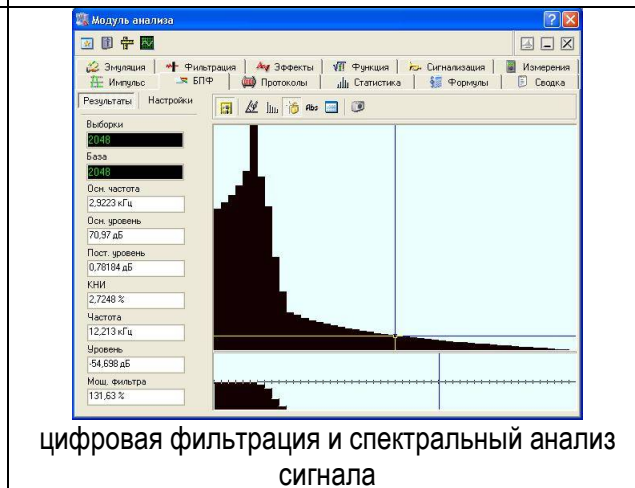 Модуль анализа
Эмуляция Фильтрация Эффекты Функция Сигнализация Измерения
Импульс БПФ Протоколы Статистика Формулы Сводка
Результаты Настройки
Abs
Выборки
2048
База
2048
Осн. частота
2,9223 кГц
Осн. уровень
70,97 дБ
Пост. уровень
0,78184 дБ
КНИ
2,7248 %
Частота
12,213 кГц
Уровень
-54,698 дБ
Мощ. фильтра
131,63 %
цифровая фильтрация и спектральный анализ
сигнала